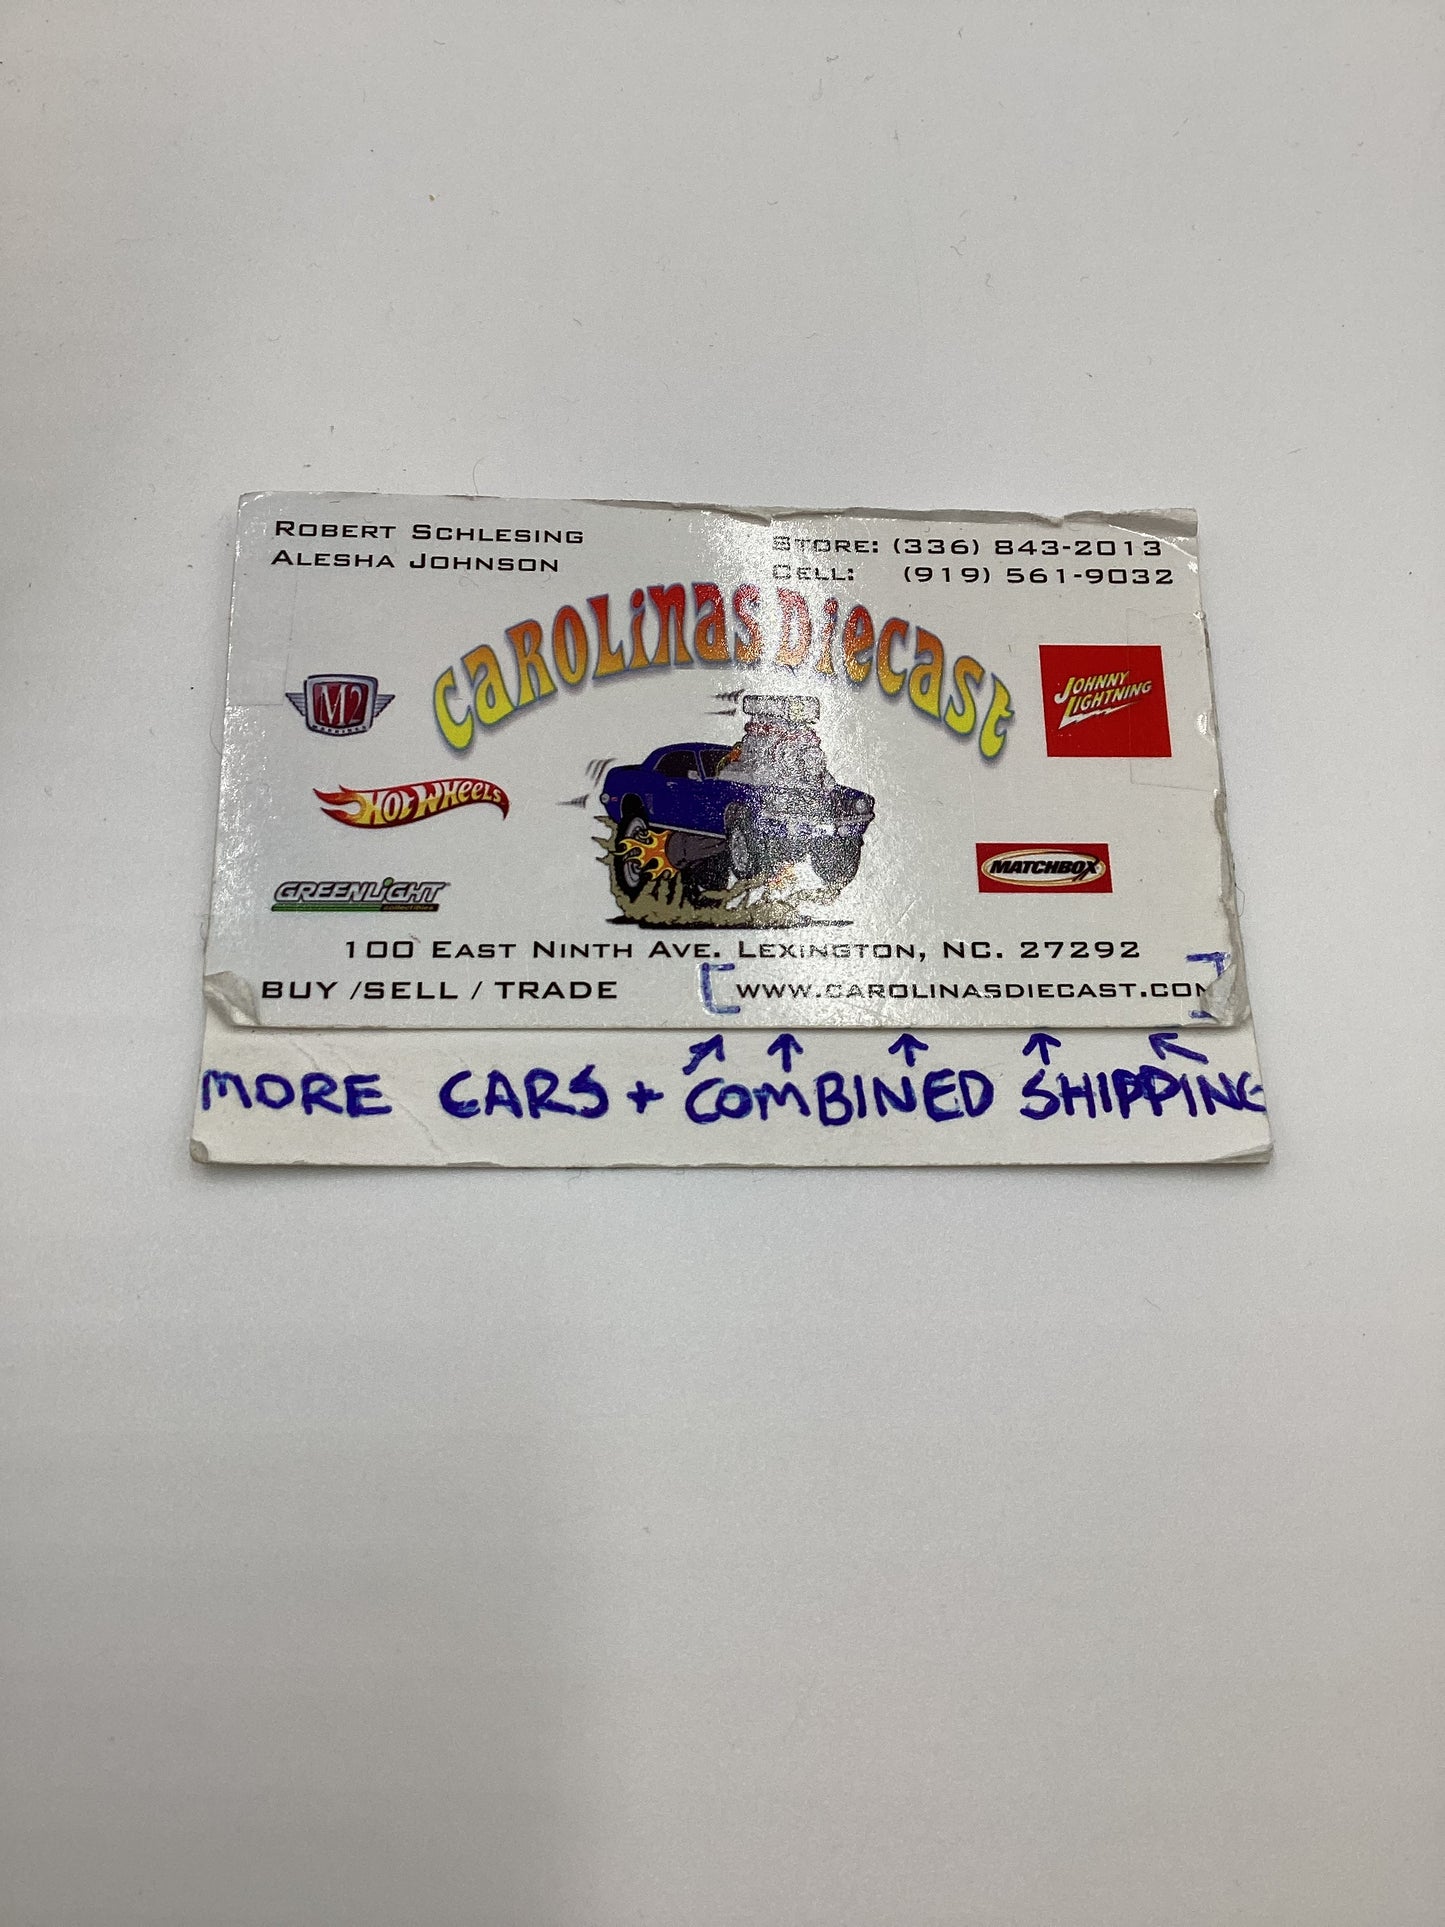 ROBERT SCHLESING
ALESHA JOHNSON
STORE: (336) 843-2013
CELL: (919) 561-9032
CAROLINAS DIECAST
M2
JOHNNY LIGHTNING
HOT WHEELS
MATCHBOX
GREENLIGHT
collectibles
100 EAST NINTH AVE. LEXINGTON, NC. 27292
BUY /SELL / TRADE [WWW.CAROLINASDIECAST.COM]
MORE CARS + COMBINED SHIPPING